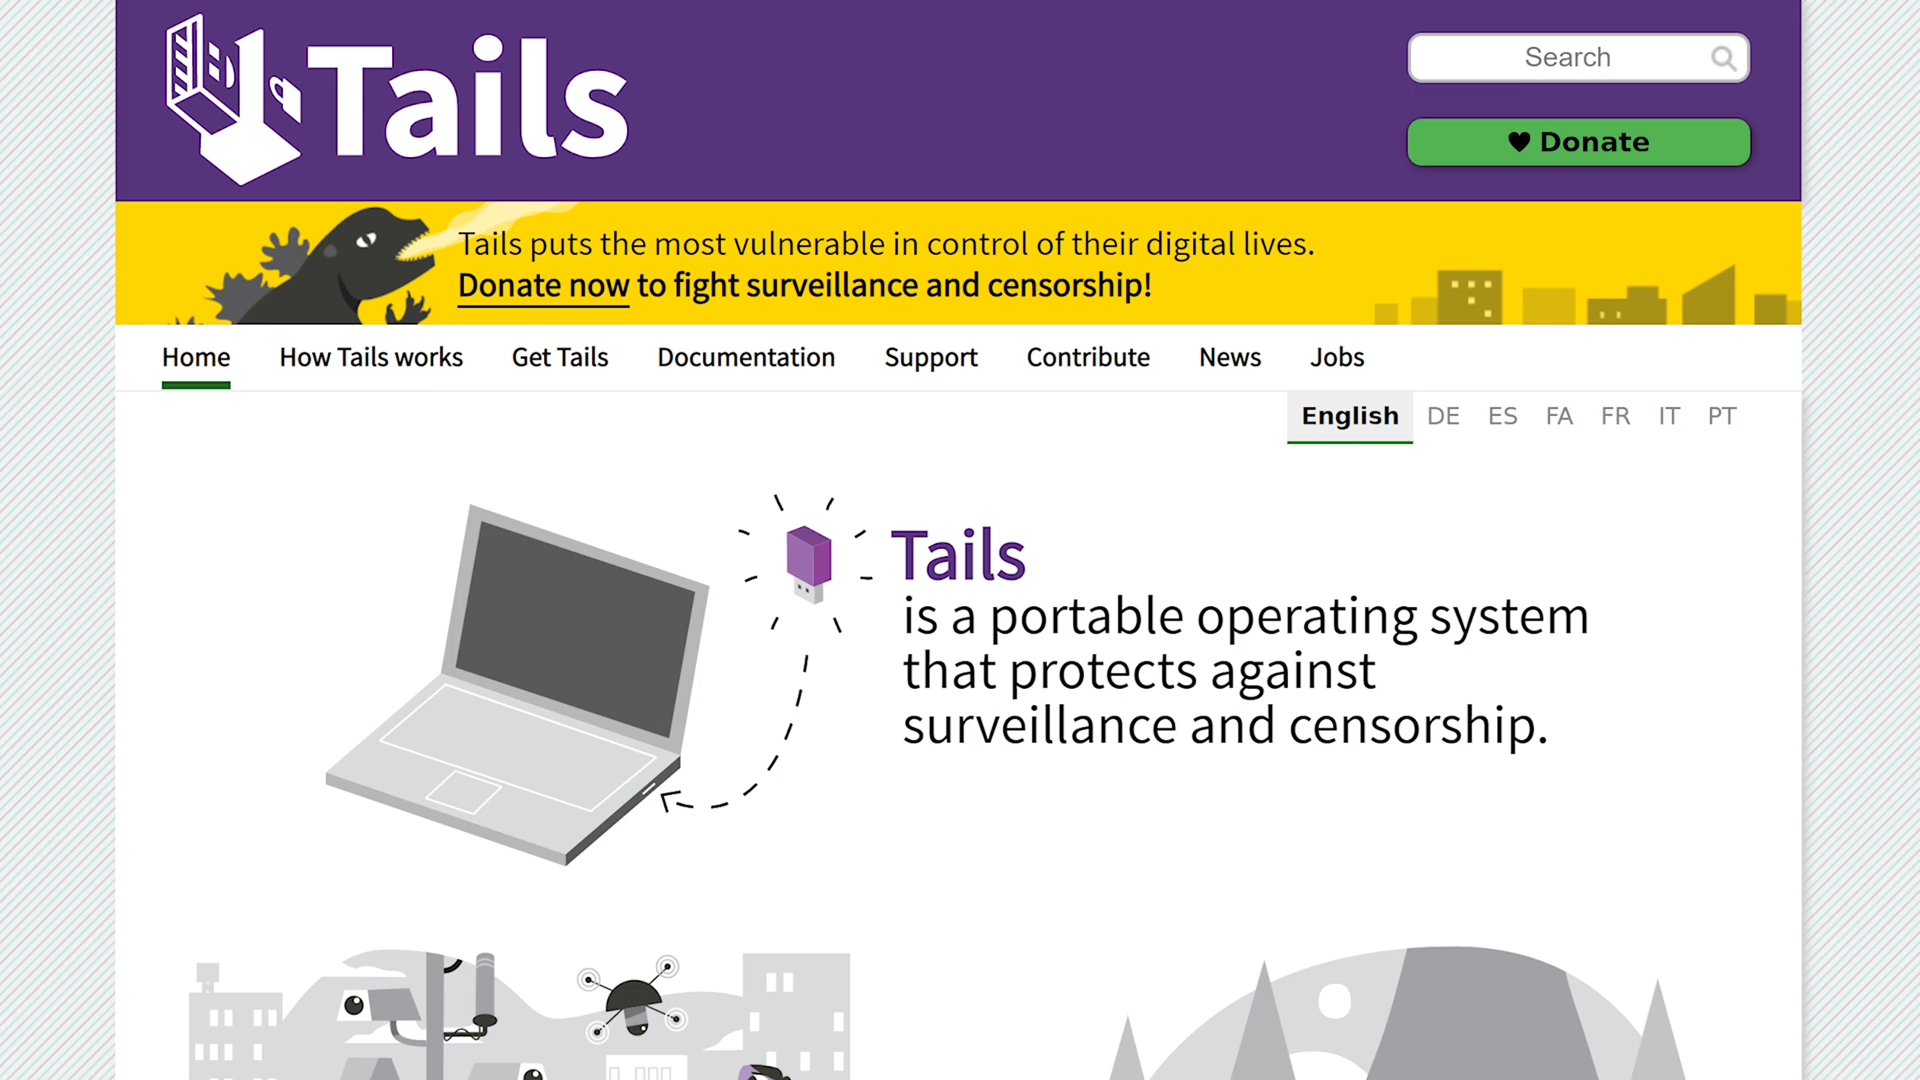 Tails
Search
Donate
Tails puts the most vulnerable in control of their digital lives.
Donate now to fight surveillance and censorship!
Home How Tails works Get Tails Documentation Support Contribute News Jobs
English DE ES FA FR IT PT
Tails
is a portable operating system
that protects against
surveillance and censorship.